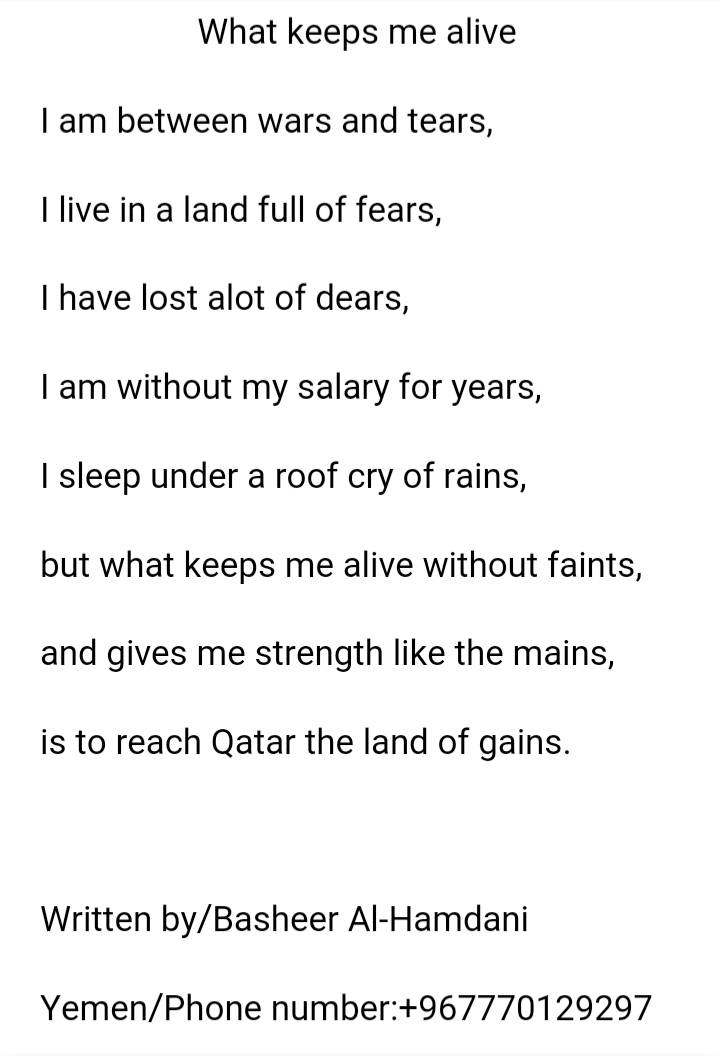 What keeps me alive
I am between wars and tears,
I live in a land full of fears,
I have lost alot of dears,
I am without my salary for years,
I sleep under a roof cry of rains,
but what keeps me alive without faints,
and gives me strength like the mains,
is to reach Qatar the land of gains.
Written by/Basheer Al-Hamdani
Yemen/Phone number:+967770129297